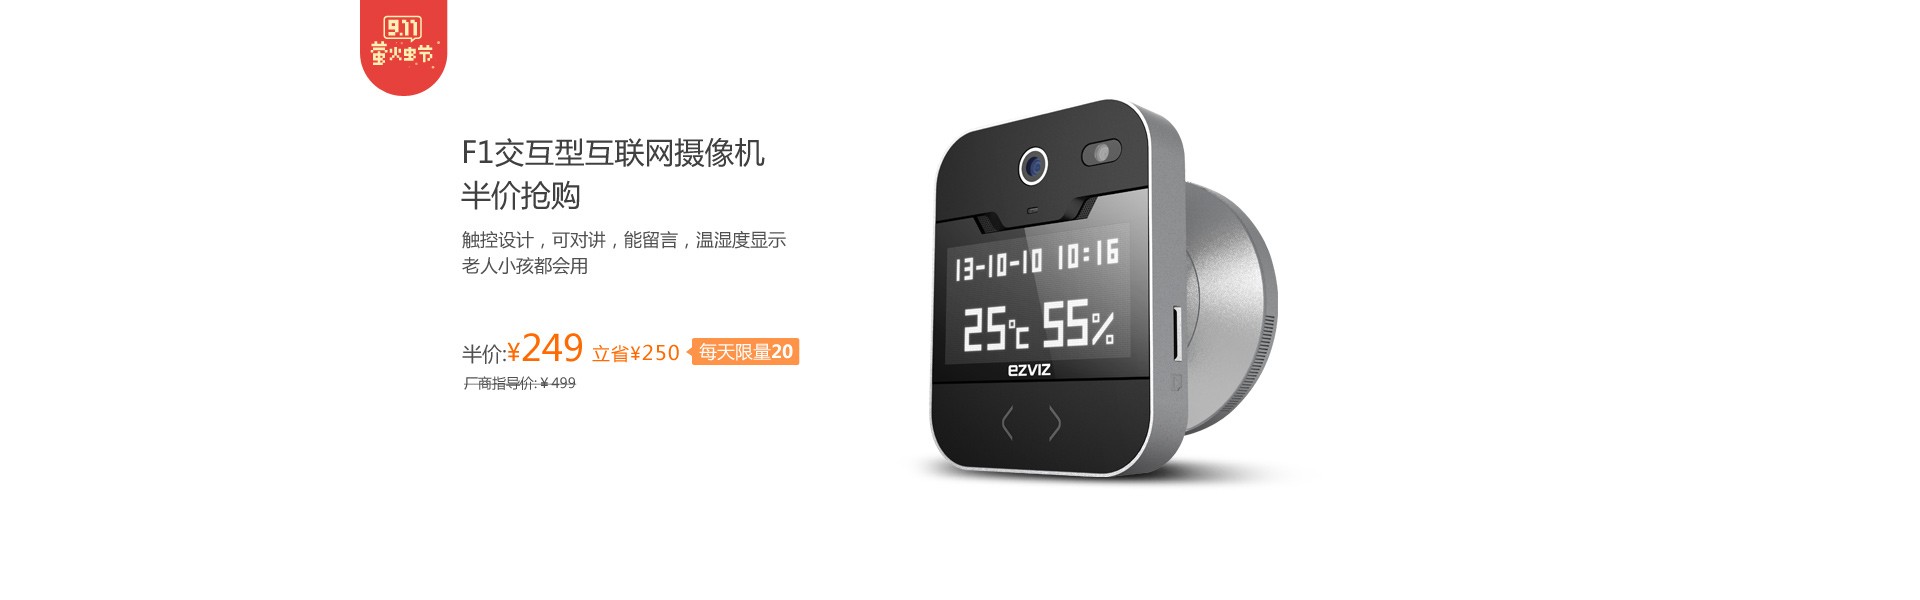 9.11
萤火虫节
F1交互型互联网摄像机
半价抢购
触控设计，可对讲，能留言，温湿度显示
老人小孩都会用
半价:¥249 立省¥250 每天限量20
厂商指导价:¥499
13-10-10 10:16
25℃ 55%
ezviz